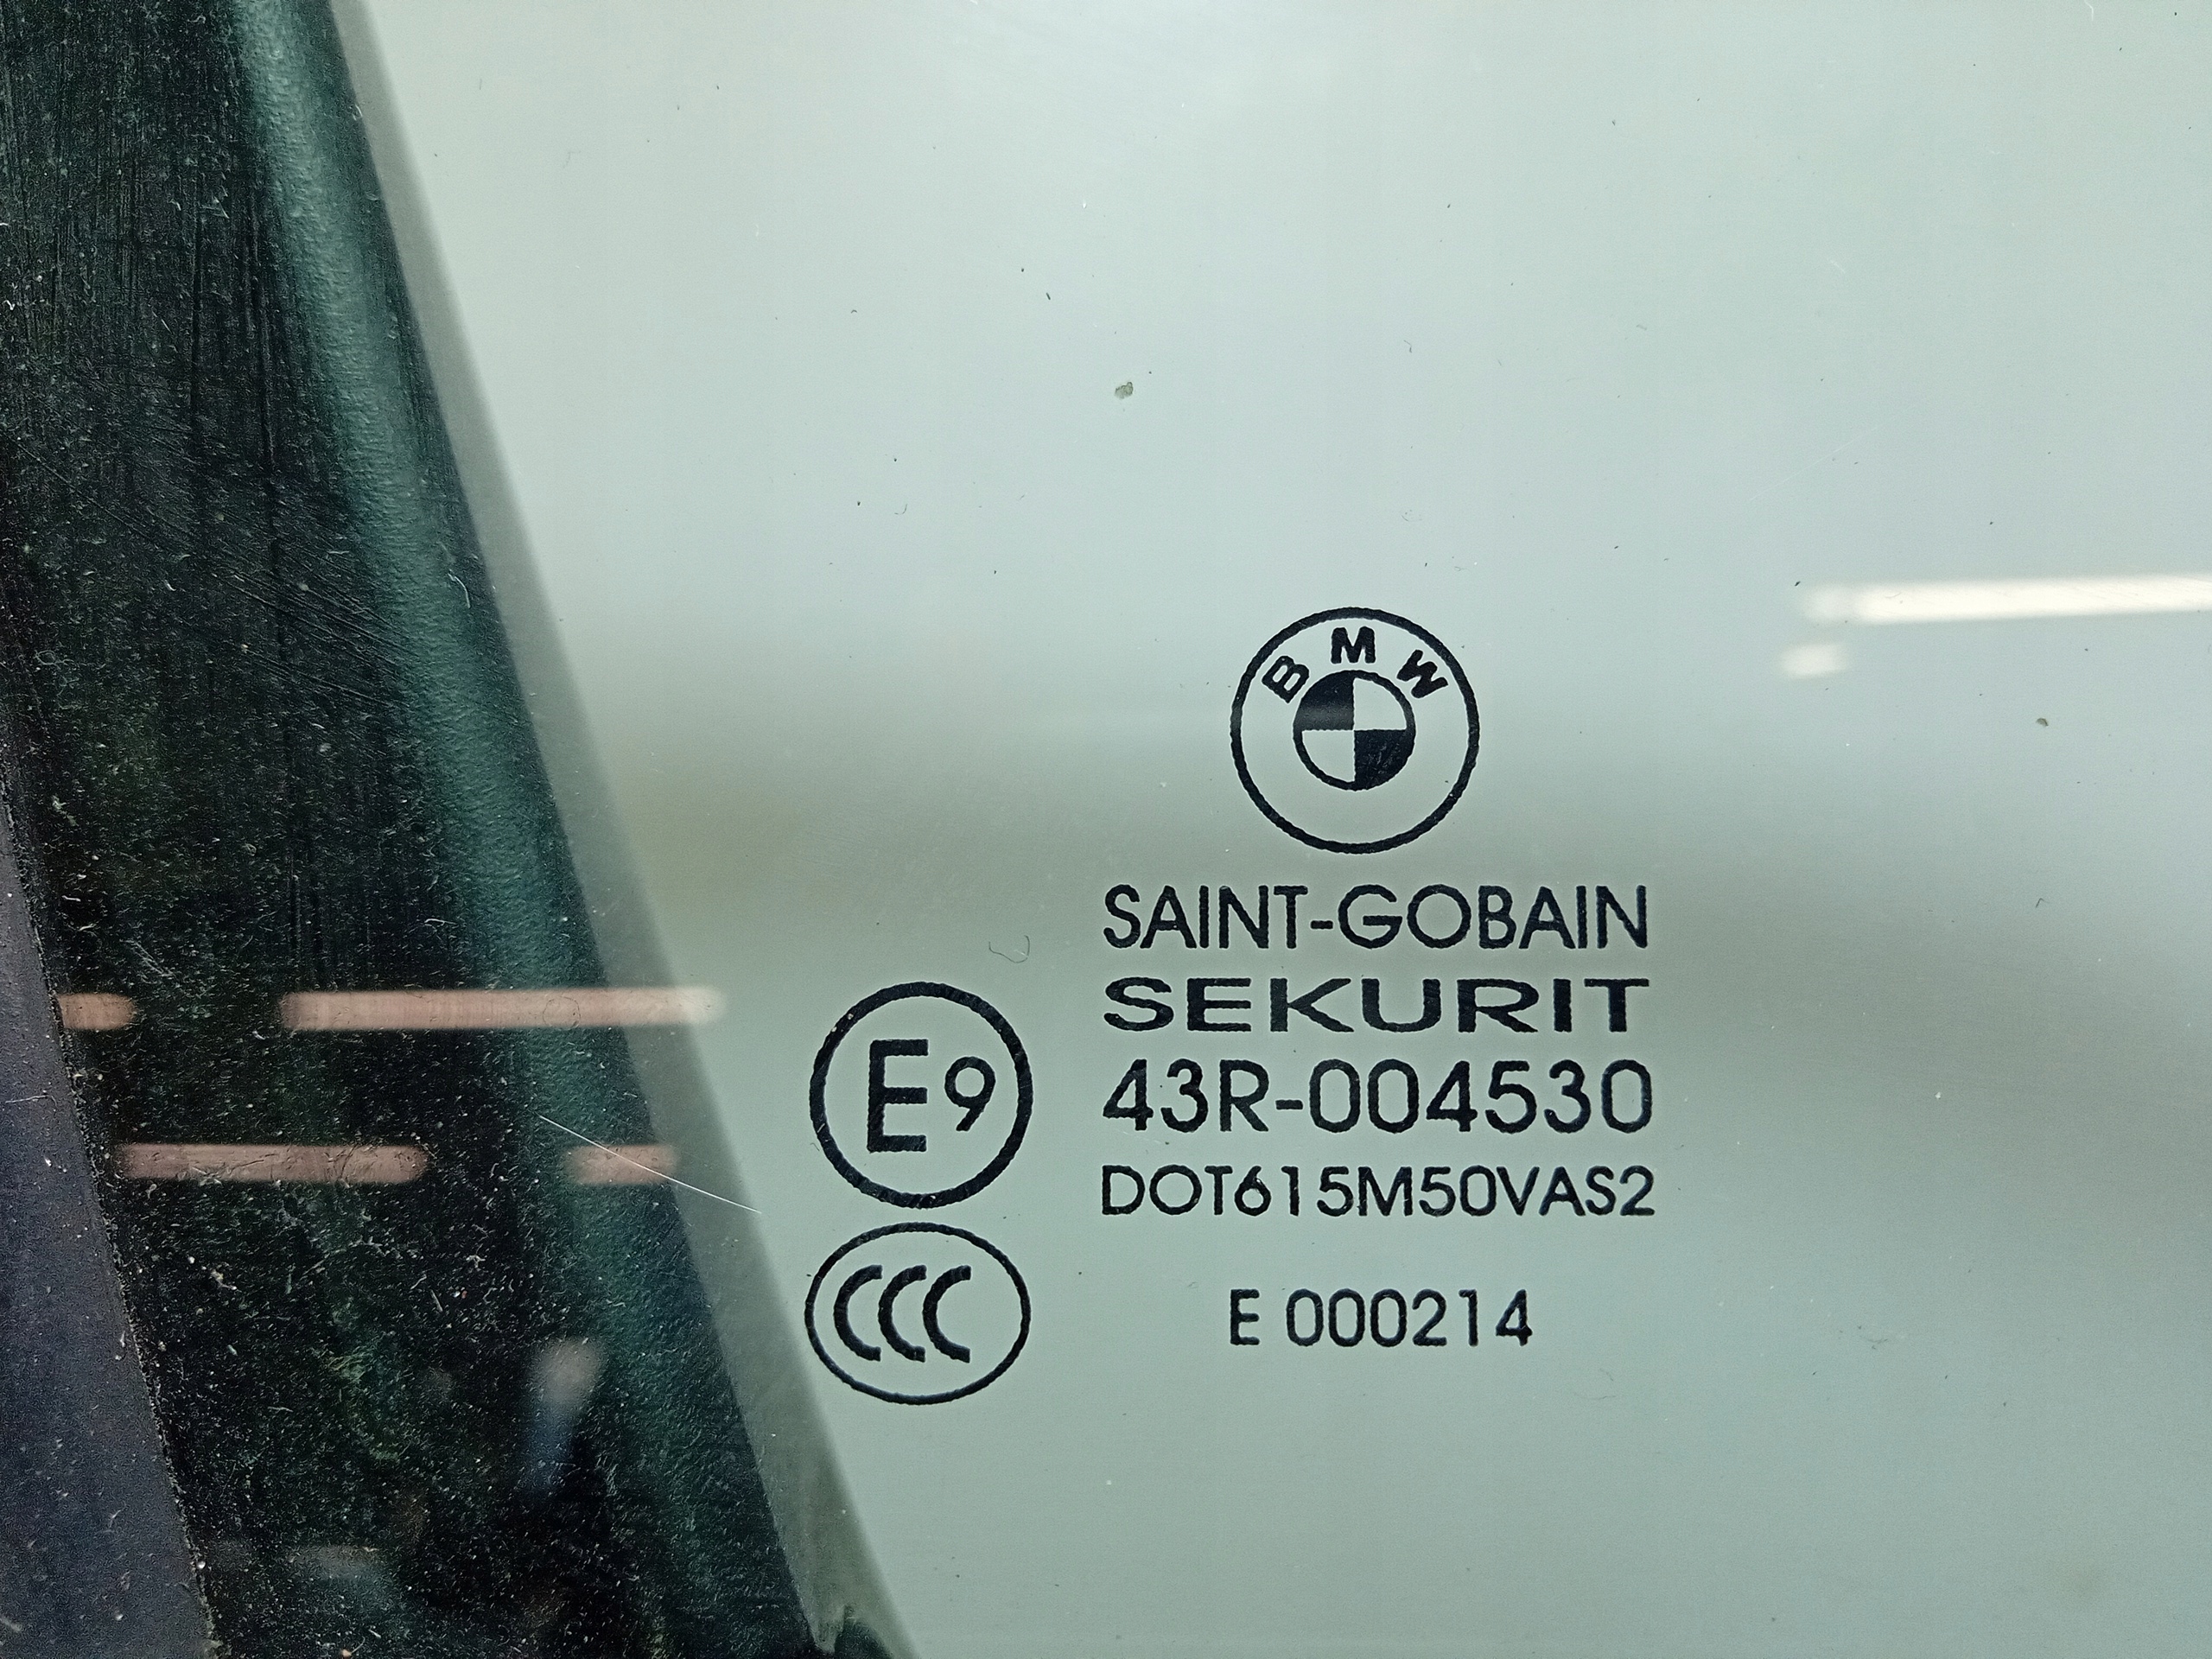 BMW
SAINT-GOBAIN
SEKURIT
E9
43R-004530
DOT615M50VAS2
CCC
E 000214